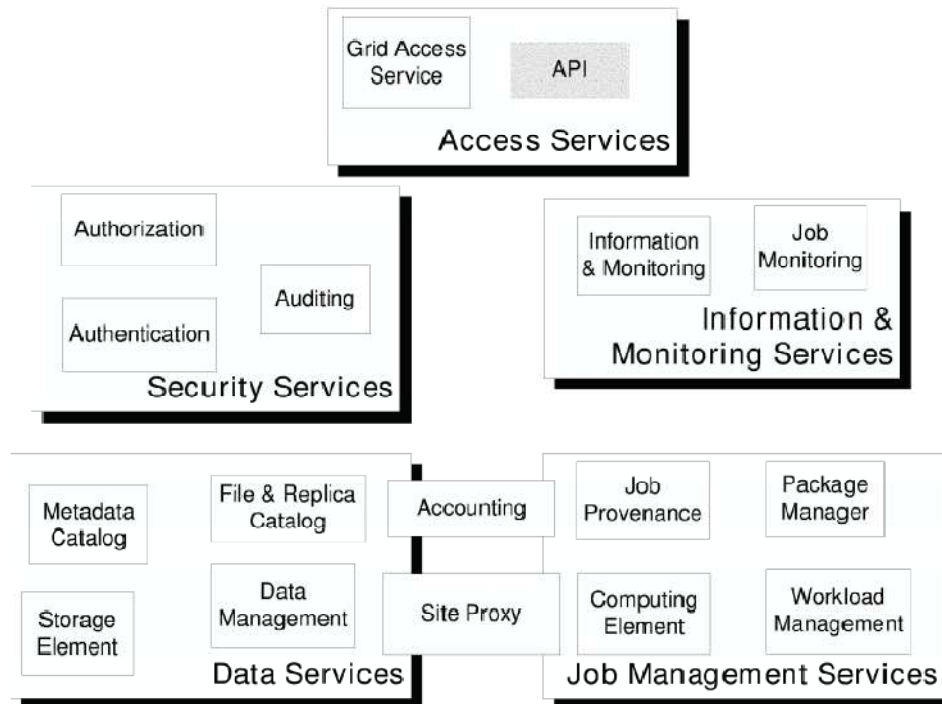 Grid Access
Service
API
Access Services
Authorization
Auditing
Authentication
Security Services
Information
& Monitoring
Job
Monitoring
Information &
Monitoring Services
Metadata
Catalog
File & Replica
Catalog
Storage
Element
Data
Management
Data Services
Accounting
Site Proxy
Job
Provenance
Package
Manager
Computing
Element
Workload
Management
Job Management Services